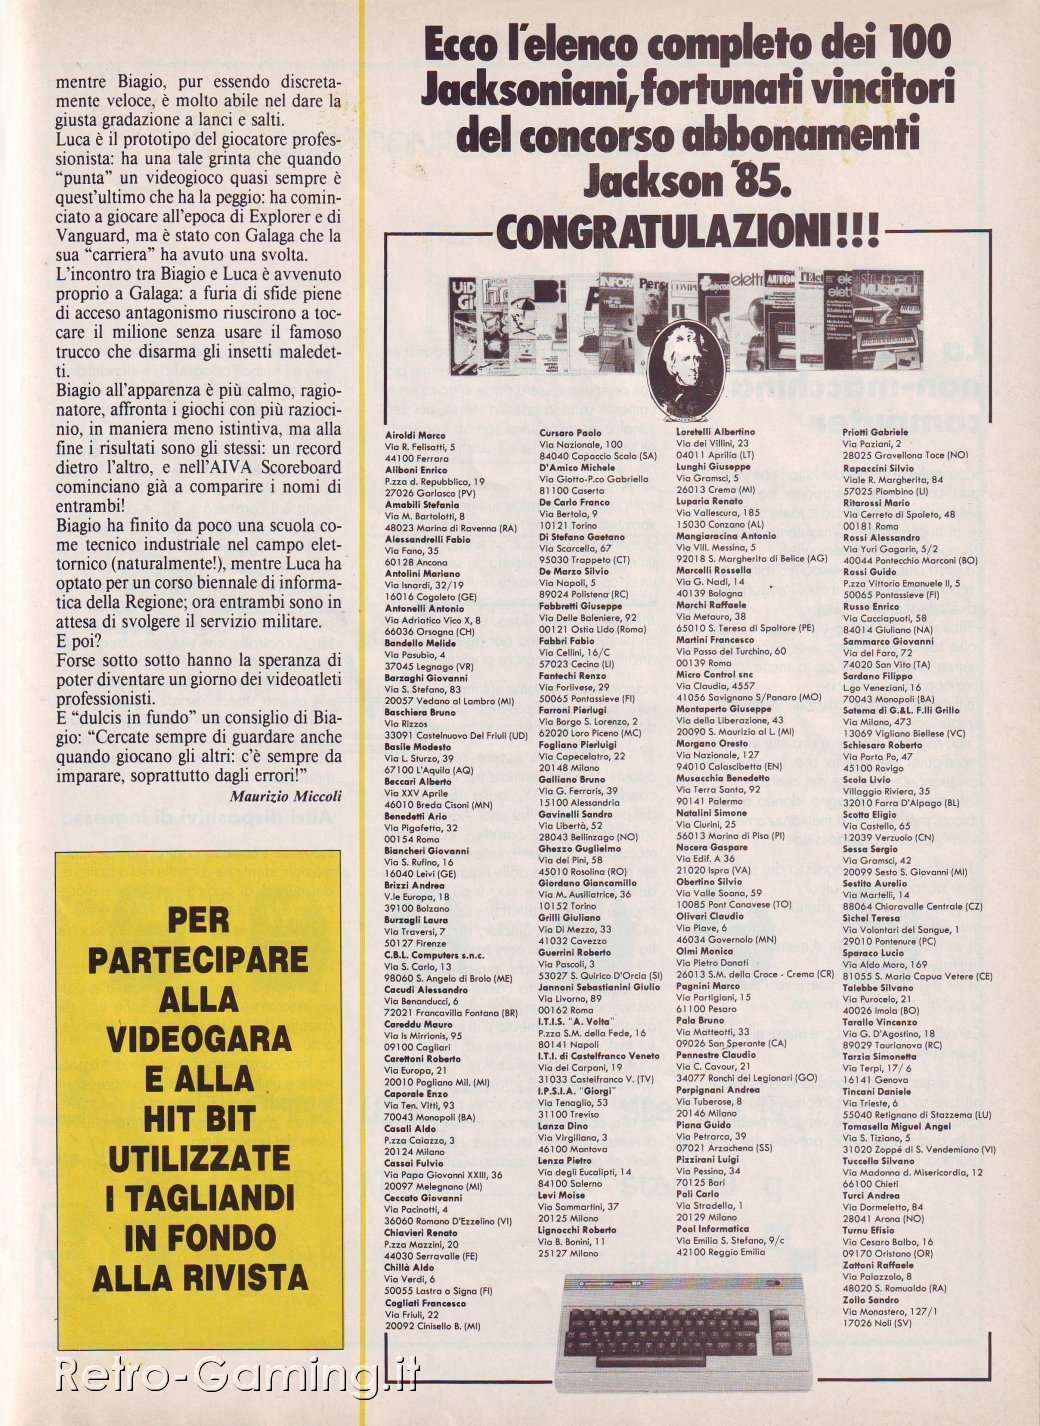 mentre Biagio, pur essendo discreta-
mente veloce, è molto abile nel dare la
giusta gradazione a lanci e salti.
Luca è il prototipo del giocatore profes-
sionista: ha una tale grinta che quando
"punta" un videogioco quasi sempre è
quest'ultimo che ha la peggio: ha comin-
ciato a giocare all'epoca di Explorer e di
Vanguard, ma è stato con Galaga che la
sua "carriera" ha avuto una svolta.
L'incontro tra Biagio e Luca è avvenuto
proprio a Galaga: a furia di sfide piene
di acceso antagonismo riuscirono a toc-
care il milione senza usare il famoso
trucco che disarma gli insetti maledet-
ti.
Biagio all'apparenza è più calmo, ragio-
natore, affronta i giochi con più razioci-
nio, in maniera meno istintiva, ma alla
fine i risultati sono gli stessi: un record
dietro l'altro, e nell'AIVA Scoreboard
cominciano già a comparire i nomi di
entrambi!
Biagio ha finito da poco una scuola co-
me tecnico industriale nel campo elet-
tornico (naturalmente!), mentre Luca ha
optato per un corso biennale di informa-
tica della Regione; ora entrambi sono in
attesa di svolgere il servizio militare.
E poi?
Forse sotto sotto hanno la speranza di
poter diventare un giorno dei videoatleti
professionisti.
E "dulcis in fundo" un consiglio di Bia-
gio: "Cercate sempre di guardare anche
quando giocano gli altri: c'è sempre da
imparare, soprattutto dagli errori!"
Maurizio Miccoli
PER
PARTECIPARE
ALLA
VIDEOGARA
E ALLA
HIT BIT
UTILIZZATE
I TAGLIANDI
IN FONDO
ALLA RIVISTA
Ecco l'elenco completo dei 100
Jacksoniani, fortunati vincitori
del concorso abbonamenti
Jackson '85.
CONGRATULAZIONI!!!
Airoldi Marco
Via R. Felisatti, 5
44100 Ferrara
Aliboni Enrico
P.zza d. Repubblica, 19
27026 Garlasco (PV)
Amabili Stefania
Via M. Bartolotti, 8
48023 Marina di Ravenna (RA)
Alessandrelli Fabio
Via Fano, 35
60128 Ancona
Antolini Mariano
Via Isnardi, 32/19
16016 Cogoleto (GE)
Antonelli Antonio
Via Adriatico Vico X, 8
66036 Orsogna (CH)
Bandello Melide
Via Pasubio, 4
37045 Legnago (VR)
Barzaghi Giovanni
Via S. Stefano, 83
20057 Vedano al Lambro (MI)
Baschiera Bruno
Via Rizzos
33091 Castelnuovo Del Friuli (UD)
Basile Modesto
Via L. Sturzo, 39
67100 L'Aquila (AQ)
Beccari Alberto
Via XXV Aprile
46010 Breda Cisoni (MN)
Benedetti Ario
Via Pigafetta, 32
00154 Roma
Biancheri Giovanni
Via S. Rufino, 16
16040 Leivi (GE)
Brizzi Andrea
V.le Europa, 18
39100 Bolzano
Burzagli Laura
Via Traversi, 7
50127 Firenze
C.B.L. Computers s.n.c.
Via S. Carlo, 13
98060 S. Angelo di Brolo (ME)
Cacudi Alessandro
Via Benanducci, 6
72021 Francavilla Fontana (BR)
Careddu Mauro
Via Is Mirrionis, 95
09100 Cagliari
Carettoni Roberto
Via Europa, 21
20010 Pogliano Mil. (MI)
Caporale Enzo
Via Ten. Vitti, 93
70043 Monopoli (BA)
Casali Aldo
P.zza Caiazzo, 3
20124 Milano
Cassai Fulvio
Via Papa Giovanni XXIII, 36
20097 Melegnano (MI)
Ceccato Giovanni
Via Pacinotti, 4
36060 Romano D'Ezzelino (VI)
Chiavieri Renato
P.zza Mazzini, 20
44030 Serravalle (FE)
Chillà Aldo
Via Verdi, 6
50055 Lastra a Signa (FI)
Cogliati Francesco
Via Friuli, 22
20092 Cinisello B. (MI)
Cursaro Paolo
Via Nazionale, 100
84040 Capaccio Scalo (SA)
D'Amico Michele
Via Giotto-P.co Gabriella
81100 Caserta
De Carlo Franco
Via Bertola, 9
10121 Torino
Di Stefano Gaetano
Via Scarcella, 67
95030 Trappeto (CT)
De Marzo Silvio
Via Napoli, 5
89024 Polistena (RC)
Fabbretti Giuseppe
Via Delle Baleniere, 92
00121 Ostia Lido (Roma)
Fabbri Fabio
Via Cellini, 16/C
57023 Cecina (LI)
Fantechi Renzo
Via Forlivese, 29
50065 Pontassieve (FI)
Farroni Pierlugi
Via Borgo S. Lorenzo, 2
62020 Loro Piceno (MC)
Fogliano Pierluigi
Via Capecelatro, 22
20148 Milano
Galliano Bruno
Via G. Ferraris, 39
15100 Alessandria
Gavinelli Sandro
Via Libertà, 52
28043 Bellinzago (NO)
Ghezzo Guglielmo
Via dei Pini, 58
45010 Rosolina (RO)
Giordano Giancamillo
Via M. Ausiliatrice, 36
10152 Torino
Grilli Giuliano
Via Di Mezzo, 33
41032 Cavezzo
Guerrini Roberto
Via Pascoli, 3
53027 S. Quirico D'Orcia (SI)
Jannoni Sebastianini Giulio
Via Livorno, 89
00162 Roma
I.T.I.S. "A. Volta"
P.zza S.M. della Fede, 16
80141 Napoli
I.T.I. di Castelfranco Veneto
Via dei Carpani, 19
31033 Castelfranco V. (TV)
I.P.S.I.A. "Giorgi"
Via Tenaglio, 53
31100 Treviso
Lanza Dino
Via Virgiliana, 3
46100 Mantova
Lenza Pietro
Via degli Eucalipti, 14
84100 Salerno
Levi Moise
Via Sammartini, 37
20125 Milano
Lignocchi Roberto
Via B. Bonini, 11
25127 Milano
Loretelli Albertino
Via dei Villini, 23
04011 Aprilia (LT)
Lunghi Giuseppe
Via Gramsci, 5
26013 Crema (MI)
Luparia Renato
Via Vallescura, 185
15030 Conzano (AL)
Mangiaracina Antonio
Via Vill. Messina, 5
92018 S. Margherita di Belice (AG)
Marcelli Rossella
Via G. Nadi, 14
40139 Bologna
Marchi Raffaele
Via Metauro, 38
65010 S. Teresa di Spoltore (PE)
Martini Francesco
Via Passo del Turchino, 60
00139 Roma
Micro Control snc
Via Claudia, 4557
41056 Savignano S/Panaro (MO)
Montaperto Giuseppe
Via della Liberazione, 43
20090 S. Maurizio al L. (MI)
Morgano Oresto
Via Nazionale, 127
94010 Calascibetta (EN)
Musacchia Benedetto
Via Terra Santa, 92
90141 Palermo
Natalini Simone
Via Ciurini, 25
56013 Marina di Pisa (PI)
Nocera Gaspare
Via Edif. A 36
21020 Ispra (VA)
Obertino Silvio
Via Valle Soana, 59
10085 Pont Canavese (TO)
Olivari Claudio
Via Piave, 6
46034 Governolo (MN)
Olmi Monica
Via Pietro Donati
26013 S.M. della Croce - Crema (CR)
Pagnini Marco
Via Partigiani, 15
61100 Pesaro
Pala Bruno
Via Matteotti, 33
09026 San Sperante (CA)
Pennestre Claudio
Via C. Cavour, 21
34077 Ronchi dei Legionari (GO)
Perpignani Andrea
Via Tuberose, 8
20146 Milano
Piana Guido
Via Petrarca, 39
07021 Arzachena (SS)
Pizzirani Luigi
Via Pessina, 34
70125 Bari
Poli Carlo
Via Stradella, 1
20129 Milano
Pool Informatica
Via Emilia S. Stefano, 9/c
42100 Reggio Emilia
Priotti Gabriele
Via Paziani, 2
28025 Gravellona Toce (NO)
Rapaccini Silvio
Viale R. Margherita, 84
57025 Piombino (LI)
Ritarossi Mario
Via Cerreto di Spoleto, 48
00181 Roma
Rossi Alessandro
Via Yuri Gagarin, 5/2
40044 Pontecchio Marconi (BO)
Rossi Guido
P.zza Vittorio Emanuele II, 5
50065 Pontassieve (FI)
Russo Enrico
Via Cacciapuoti, 58
84014 Giuliano (NA)
Sammarco Giovanni
Via del Faro, 72
74020 San Vito (TA)
Sardano Filippo
L.go Veneziani, 16
70043 Monopoli (BA)
Satema di G.&L. F.lli Grillo
Via Milano, 473
13069 Vigliano Biellese (VC)
Schiesaro Roberto
Via Porta Po, 47
45100 Rovigo
Scola Livio
Villaggio Riviera, 35
32010 Farra D'Alpago (BL)
Scotta Eligio
Via Castello, 65
12039 Verzuolo (CN)
Sessa Sergio
Via Gramsci, 42
20099 Sesto S. Giovanni (MI)
Sestito Aurelio
Via Martelli, 14
88064 Chiaravalle Centrale (CZ)
Sichel Teresa
Via Volontari del Sangue, 1
29010 Pontenure (PC)
Sparaco Lucio
Via Aldo Moro, 169
81055 S. Maria Capua Vetere (CE)
Talebbe Silvano
Via Purocelo, 21
40026 Imola (BO)
Tarallo Vincenzo
Via G. D'Agostino, 18
89029 Taurianova (RC)
Tarzia Simonetta
Via Terpi, 17/6
16141 Genova
Tincani Daniele
Via Trieste, 6
55040 Retignano di Stazzema (LU)
Tomasella Miguel Angel
Via S. Tiziano, 5
31020 Zoppé di S. Vendemiano (VI)
Tuccella Silvano
Via Madonna d. Misericordia, 12
66100 Chieti
Turci Andrea
Via Dormeletto, 84
28041 Arona (NO)
Turnu Efisio
Via Cesaro Balbo, 16
09170 Oristano (OR)
Zattoni Raffaele
Via Palazzolo, 8
48020 S. Romualdo (RA)
Zollo Sandro
Via Monastero, 127/1
17026 Noli (SV)
Retro-Gaming.it